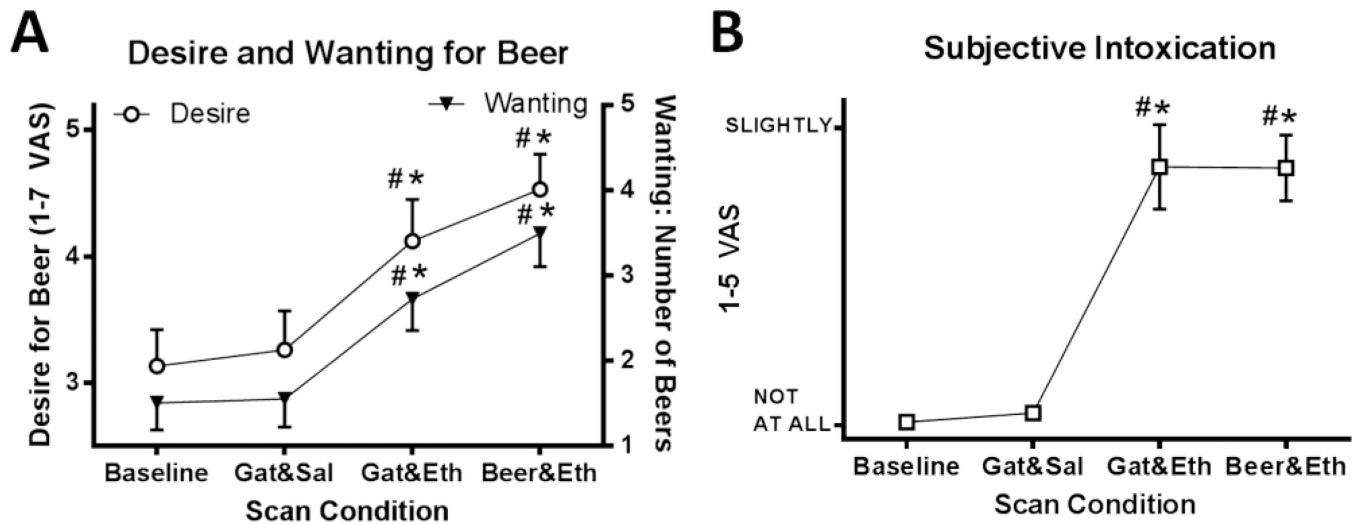 A
Desire and Wanting for Beer
Desire
Wanting
Desire for Beer (1-7 VAS)
5
4
3
#*
#*
#*
#*
5
4
3
2
1
Wanting: Number of Beers
Baseline Gat&Sal Gat&Eth Beer&Eth
Scan Condition
B
Subjective Intoxication
1-5 VAS
SLIGHTLY
NOT
AT ALL
#* #*
Baseline Gat&Sal Gat&Eth Beer&Eth
Scan Condition